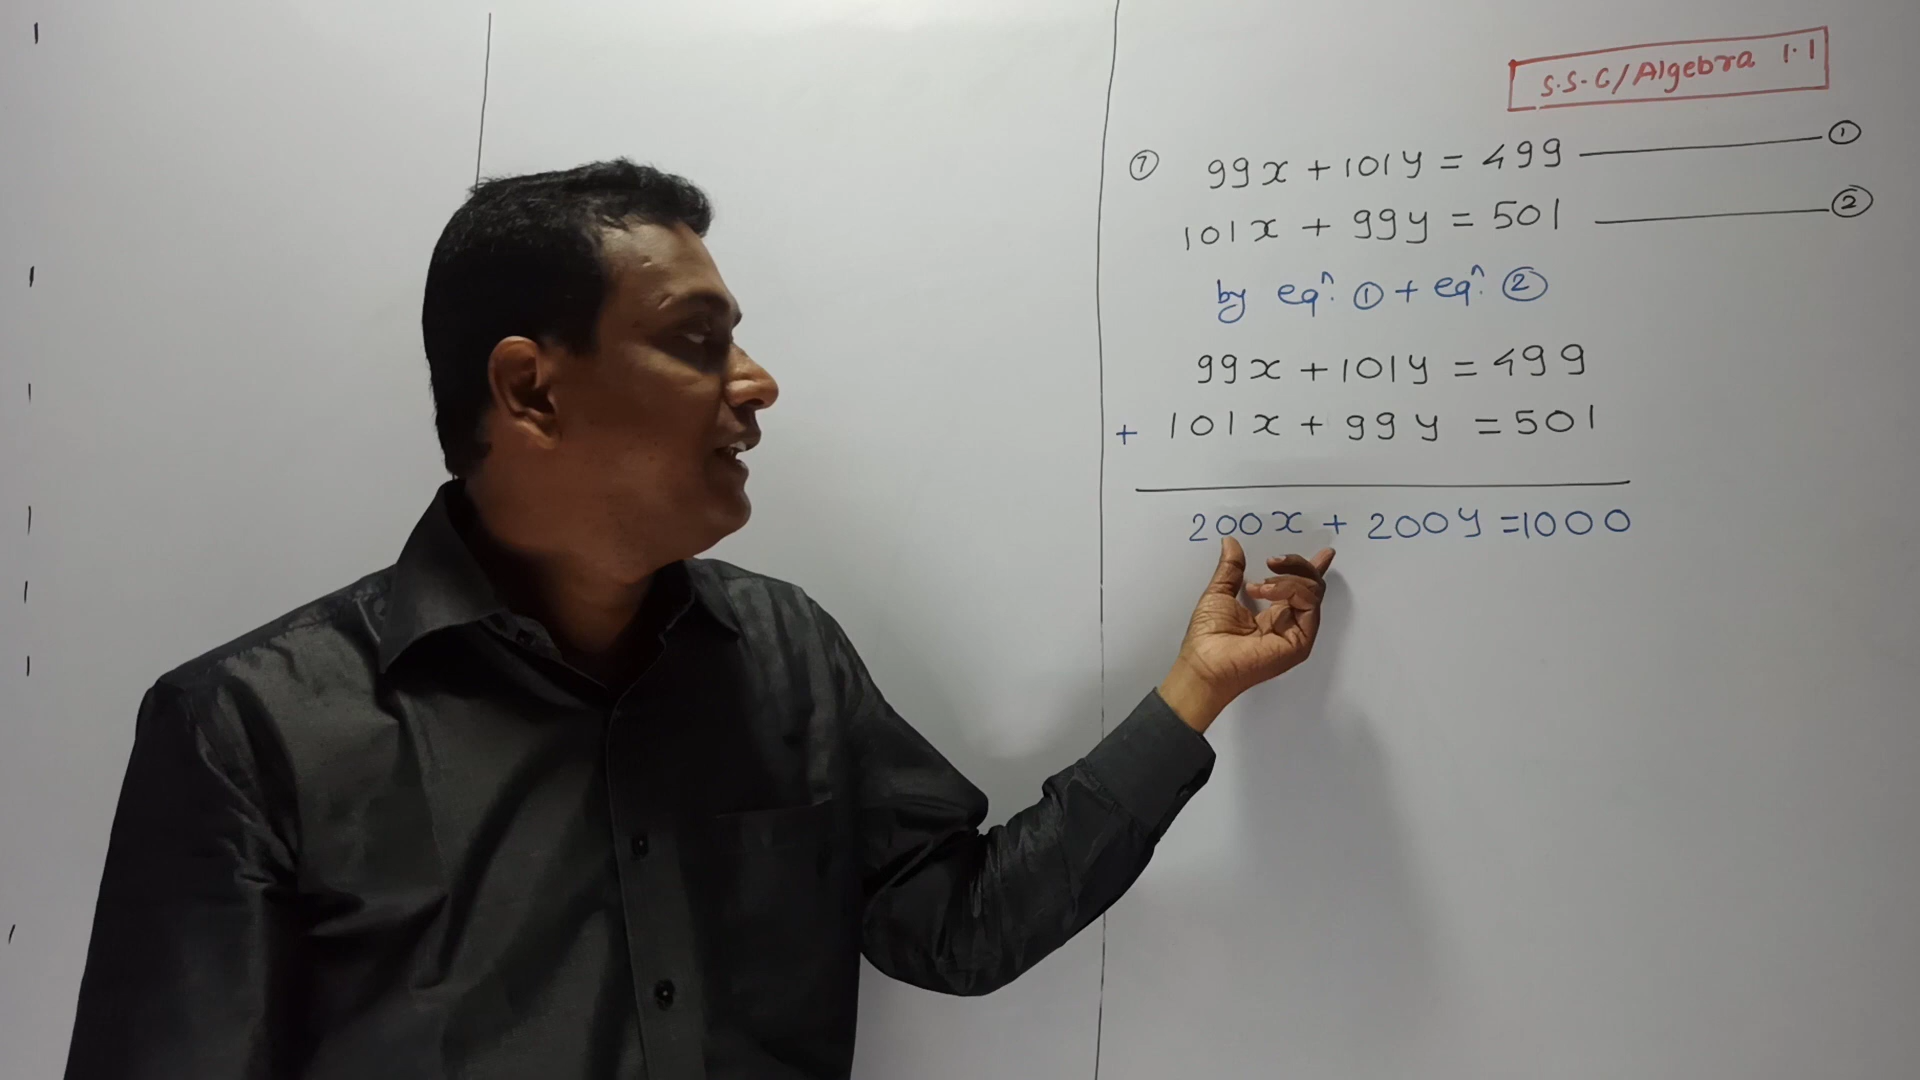 S.S.C/Algebra 1.1
⑦ 99x + 101y = 499 ①
101x + 99y = 501 ②
by eqⁿ. ① + eqⁿ. ②
99x + 101y = 499
+ 101x + 99y = 501
200x + 200y = 1000